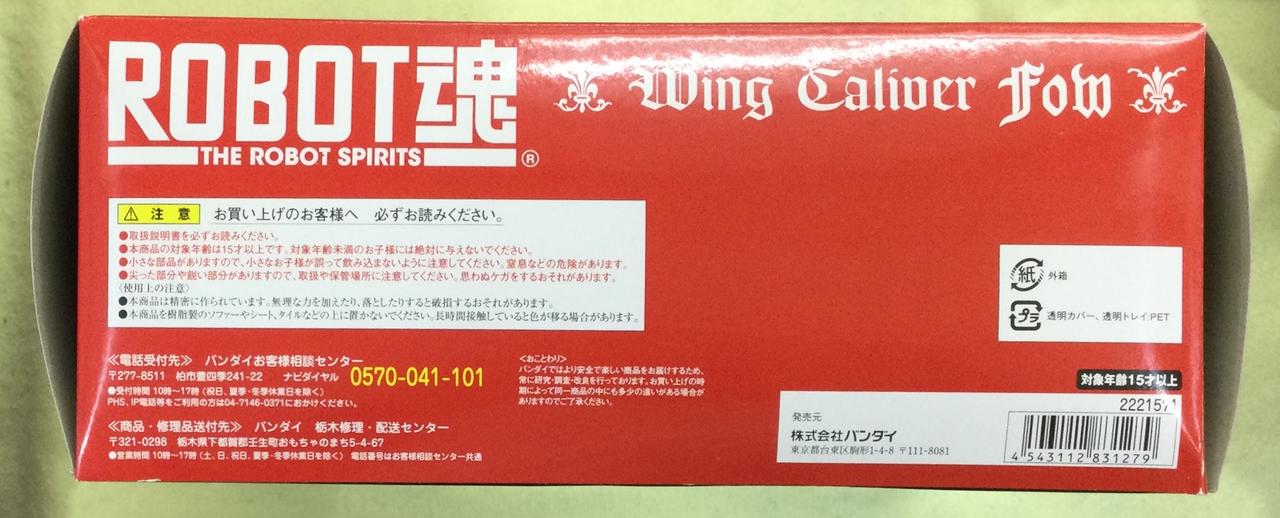 ROBOT魂
THE ROBOT SPIRITS
®
Wing Caliver Fow
⚠ 注 意 お買い上げのお客様へ 必ずお読みください。
●取扱説明書を必ずお読みください。
●本商品の対象年齢は15才以上です。対象年齢未満のお子様には絶対に与えないでください。
●小さな部品がありますので、小さなお子様が誤って飲み込まないように注意してください。窒息などの危険があります。
●尖った部分や鋭い部分がありますので、取扱や保管場所に注意してください。思わぬケガをするおそれがあります。
〈使用上の注意〉
●本商品は精密に作られています。無理な力を加えたり、落としたりすると破損するおそれがあります。
●本商品を樹脂製のソファーやシート、タイルなどの上に置かないでください。長時間接触していると色が移る場合があります。
紙 外箱
プラ 透明カバー、透明トレイ:PET
≪電話受付先≫ バンダイお客様相談センター
〒277-8511 柏市豊四季241-22 ナビダイヤル 0570-041-101
●受付時間 10時〜17時(祝日、夏季・冬季休業日を除く)
PHS、IP電話等をご利用の方は04-7146-0371におかけください。
≪商品・修理品送付先≫ バンダイ 栃木修理・配送センター
〒321-0298 栃木県下都賀郡壬生町おもちゃのまち5-4-67
●営業時間 10時〜17時(土、日、祝日、夏季・冬季休業日を除く) 電話番号はお客様相談センター共通
<おことわり>
バンダイではより安全で楽しい商品をお届けするため、
常に研究・調査・改良を行っております。お買い上げの時
期によって同一商品の中にも多少の違いがある場合が
ありますのでご了承ください。
対象年齢15才以上
発売元
株式会社バンダイ
東京都台東区駒形1-4-8 〒111-8081
2221591
4 543112 831279